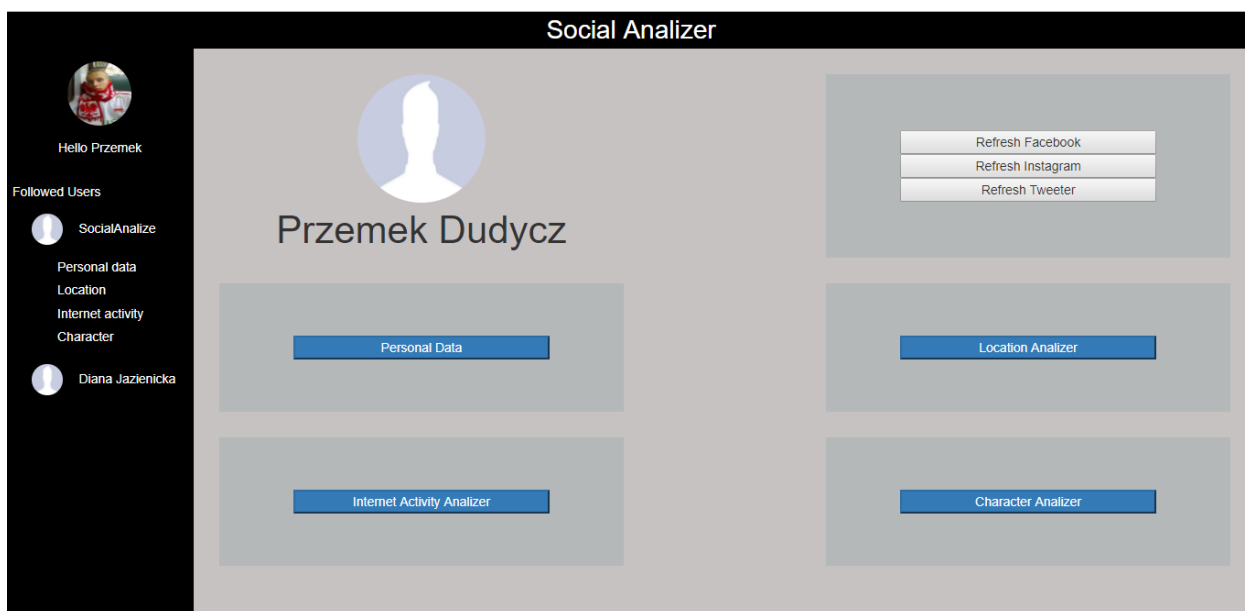 Social Analizer
Hello Przemek
Followed Users
SocialAnalize
Personal data
Location
Internet activity
Character
Diana Jazienicka
Przemek Dudycz
Refresh Facebook
Refresh Instagram
Refresh Tweeter
Personal Data
Location Analizer
Internet Activity Analizer
Character Analizer